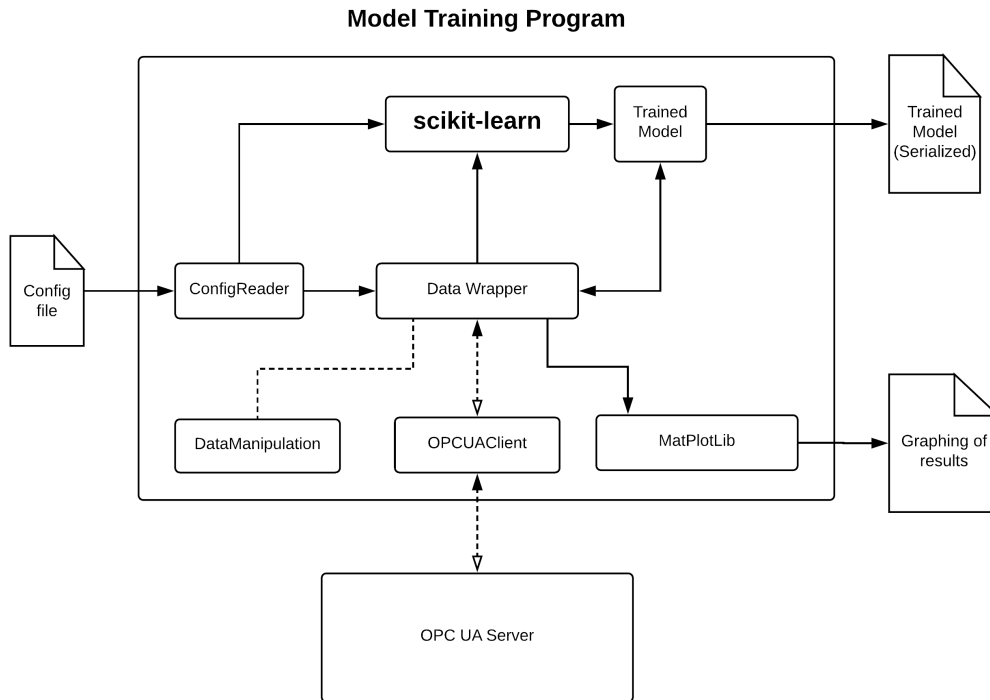 Model Training Program
scikit-learn
Trained
Model
Trained
Model
(Serialized)
Config
file
ConfigReader
Data Wrapper
DataManipulation
OPCUAClient
MatPlotLib
Graphing of
results
OPC UA Server